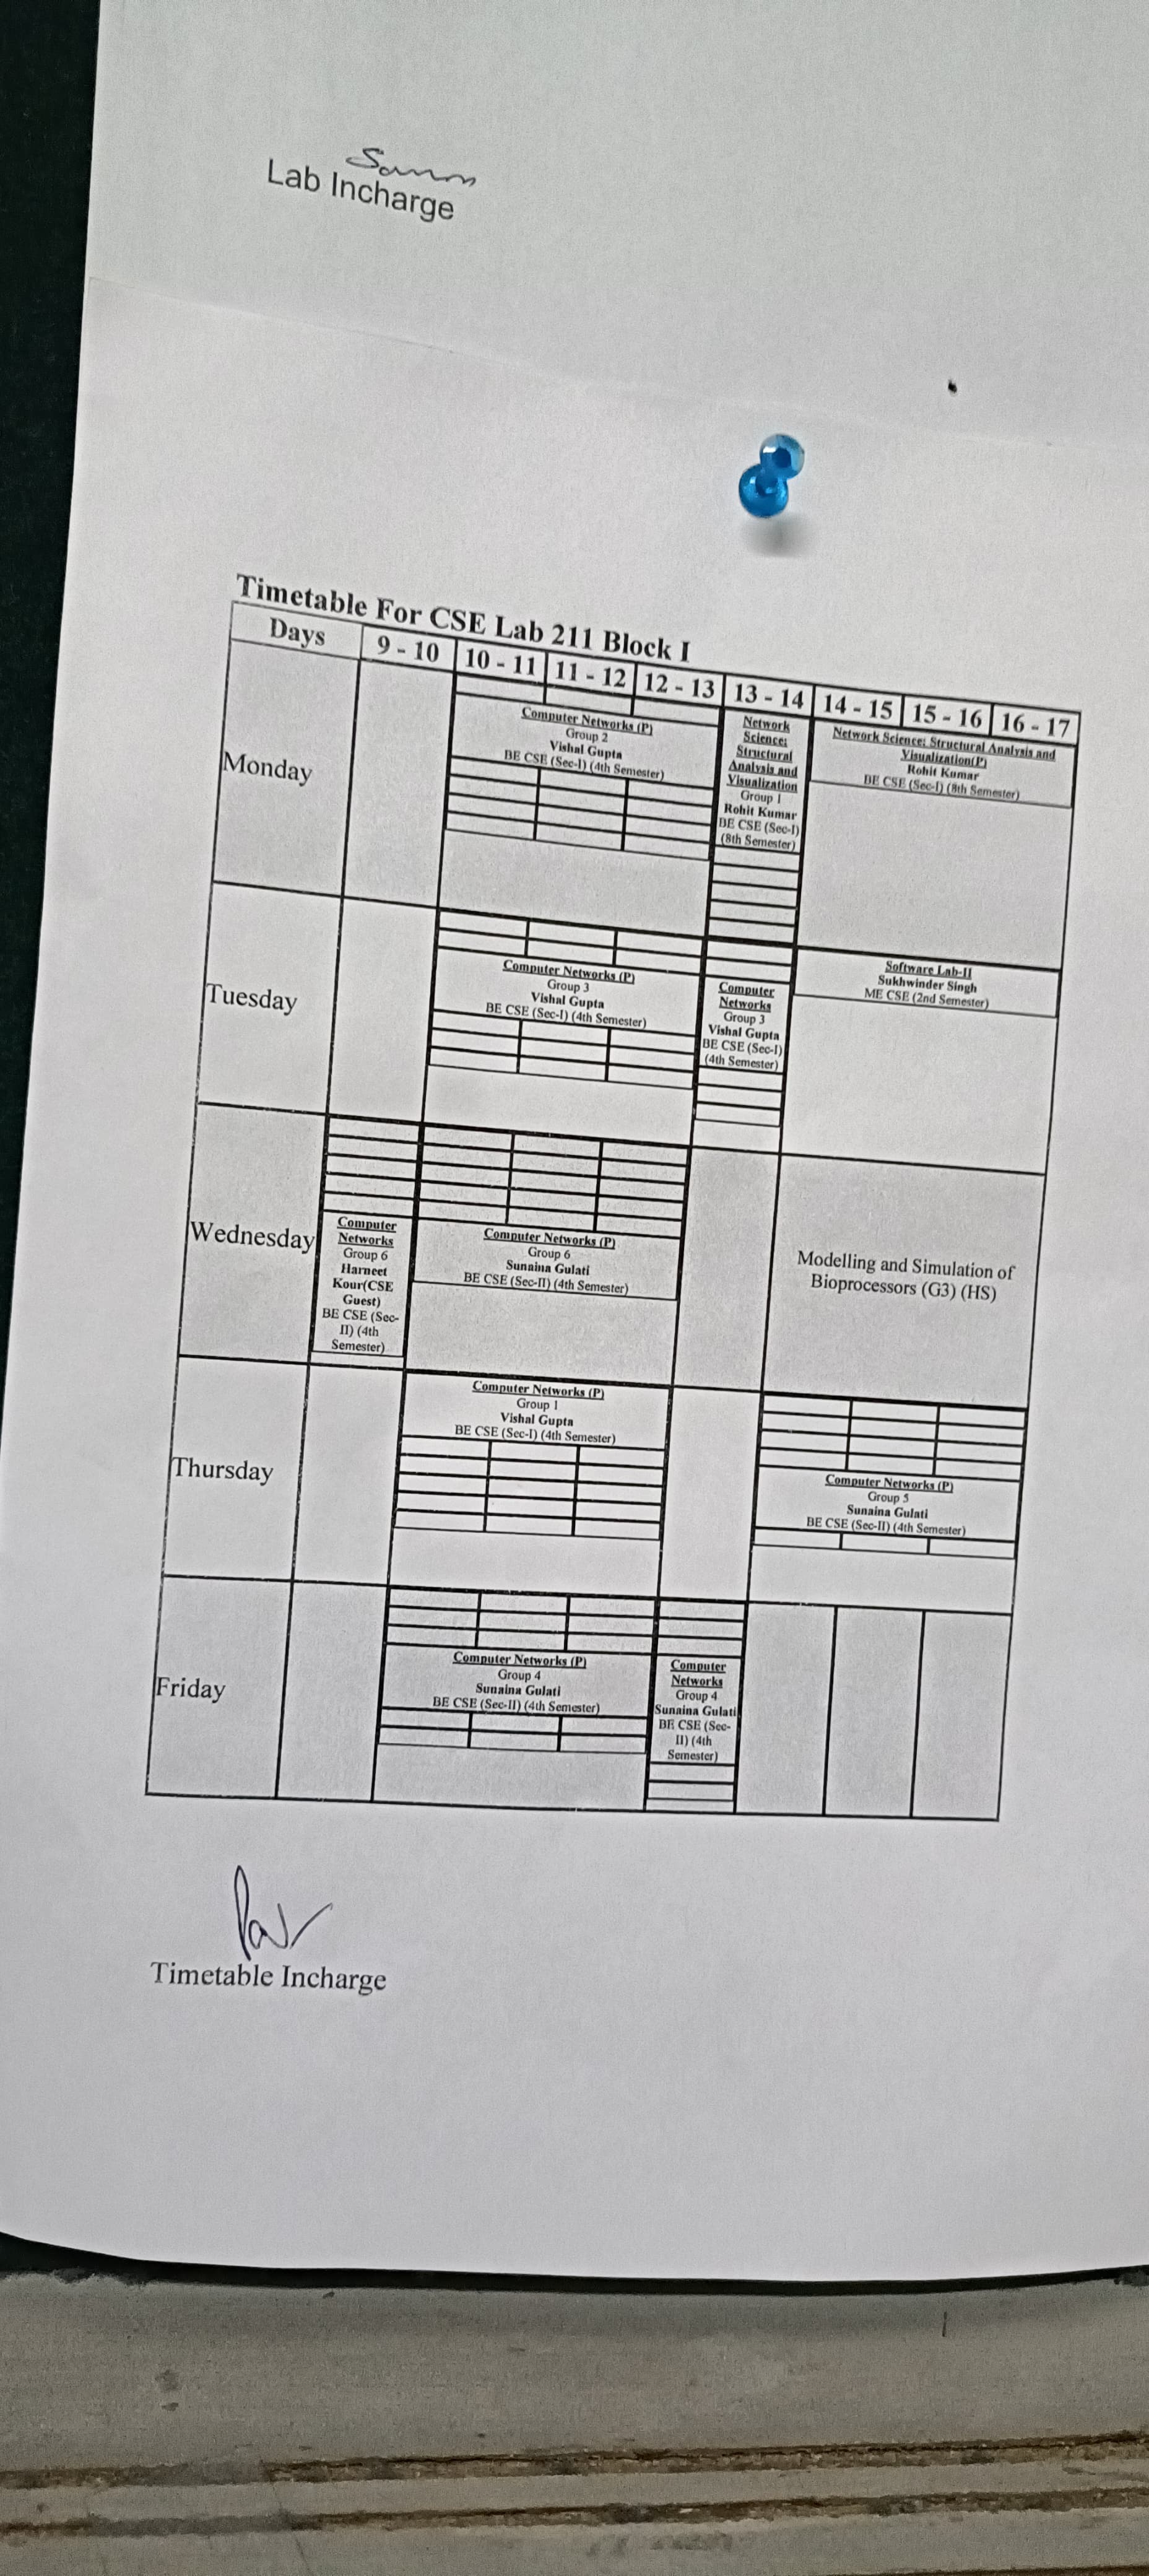 Lab Incharge
Timetable For CSE Lab 211 Block I
Days 9 - 10 10 - 11 11 - 12 12 - 13 13 - 14 14 - 15 15 - 16 16 - 17
Monday
Computer Networks (P)
Group 2
Vishal Gupta
BE CSE (Sec-I) (4th Semester)
Network
Science:
Structural
Analysis and
Visualization
Group 1
Rohit Kumar
BE CSE (Sec-I)
(8th Semester)
Network Science: Structural Analysis and
Visualization(P)
Rohit Kumar
BE CSE (Sec-I) (8th Semester)
Tuesday
Computer Networks (P)
Group 3
Vishal Gupta
BE CSE (Sec-I) (4th Semester)
Computer
Networks
Group 3
Vishal Gupta
BE CSE (Sec-I)
(4th Semester)
Software Lab-II
Sukhwinder Singh
ME CSE (2nd Semester)
Wednesday
Computer
Networks
Group 6
Harneet
Kour(CSE
Guest)
BE CSE (Sec-
II) (4th
Semester)
Computer Networks (P)
Group 6
Sunaina Gulati
BE CSE (Sec-II) (4th Semester)
Modelling and Simulation of
Bioprocessors (G3) (HS)
Thursday
Computer Networks (P)
Group 1
Vishal Gupta
BE CSE (Sec-I) (4th Semester)
Computer Networks (P)
Group 5
Sunaina Gulati
BE CSE (Sec-II) (4th Semester)
Friday
Computer Networks (P)
Group 4
Sunaina Gulati
BE CSE (Sec-II) (4th Semester)
Computer
Networks
Group 4
Sunaina Gulati
BE CSE (Sec-
II) (4th
Semester)
Timetable Incharge